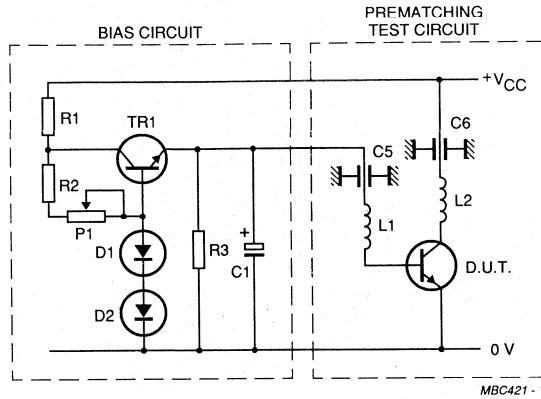 PREMATCHING
TEST CIRCUIT
BIAS CIRCUIT
+VCC
R1
TR1
C6
C5
R2
P1
L1
L2
D1
R3
+
C1
D.U.T.
D2
0 V
MBC421 -